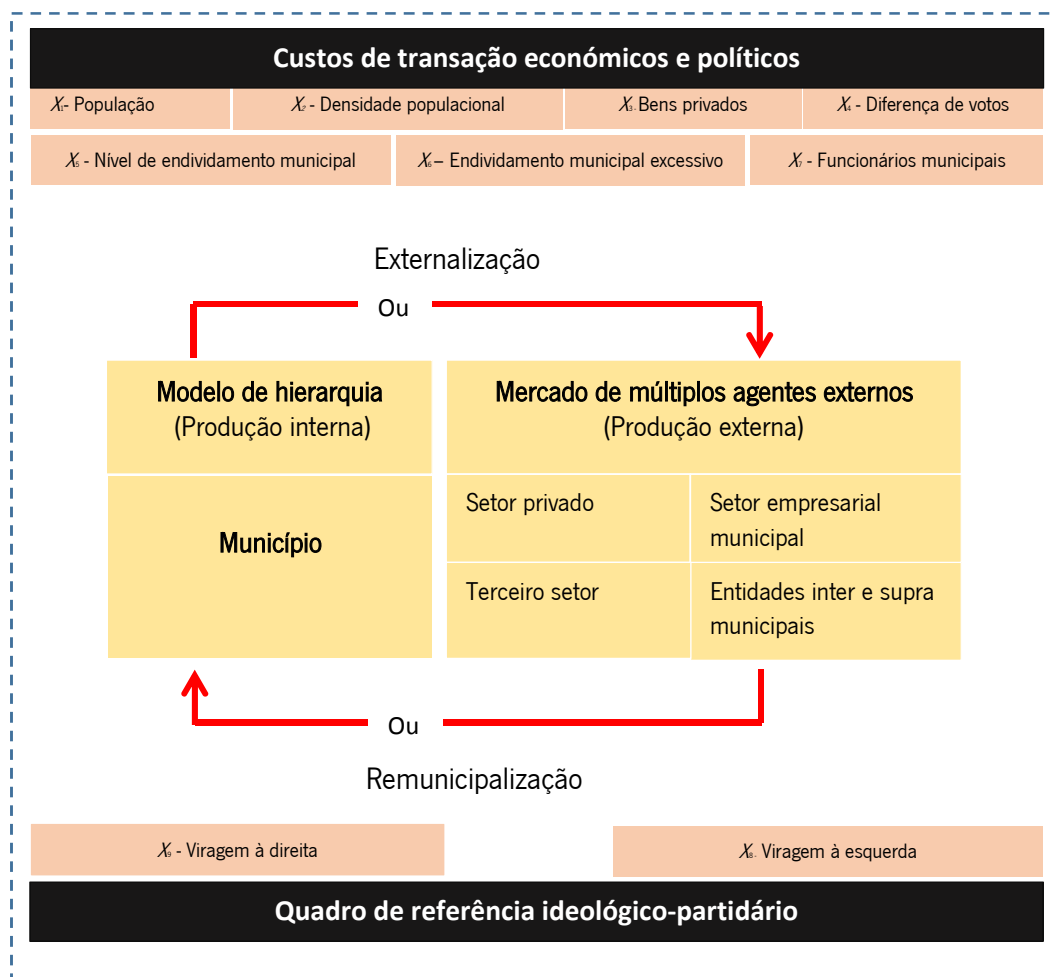 Custos de transação económicos e políticos
X₁- População
X₂ - Densidade populacional
X₃- Bens privados
X₄ - Diferença de votos
X₅ - Nível de endividamento municipal
X₆ – Endividamento municipal excessivo
X₇ - Funcionários municipais
Externalização
Ou
Modelo de hierarquia
(Produção interna)
Mercado de múltiplos agentes externos
(Produção externa)
Município
Setor privado
Setor empresarial
municipal
Terceiro setor
Entidades inter e supra
municipais
Ou
Remunicipalização
X₉ - Viragem à direita
X₈- Viragem à esquerda
Quadro de referência ideológico-partidário